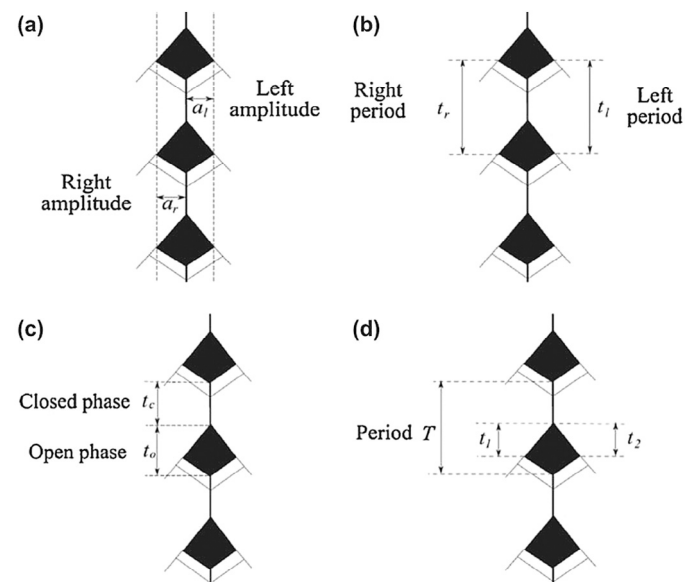 (a)
Left
amplitude
a_l
Right
amplitude
a_r
(b)
Right
period
t_r
t_l
Left
period
(c)
Closed phase t_c
Open phase t_o
(d)
Period T
t_1
t_2